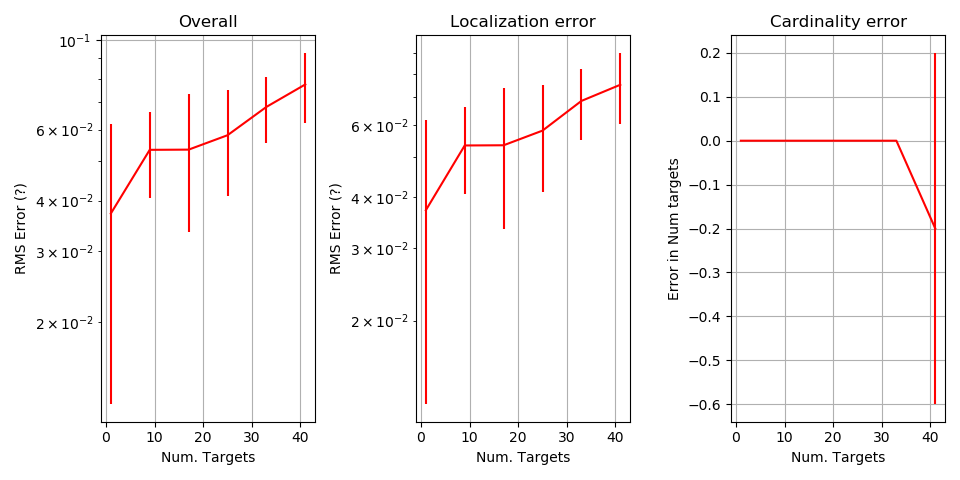 Overall
RMS Error (?)
10⁻¹
6 × 10⁻²
4 × 10⁻²
3 × 10⁻²
2 × 10⁻²
0 10 20 30 40
Num. Targets
Localization error
RMS Error (?)
6 × 10⁻²
4 × 10⁻²
3 × 10⁻²
2 × 10⁻²
0 10 20 30 40
Num. Targets
Cardinality error
Error in Num targets
0.2
0.1
0.0
−0.1
−0.2
−0.3
−0.4
−0.5
−0.6
0 10 20 30 40
Num. Targets